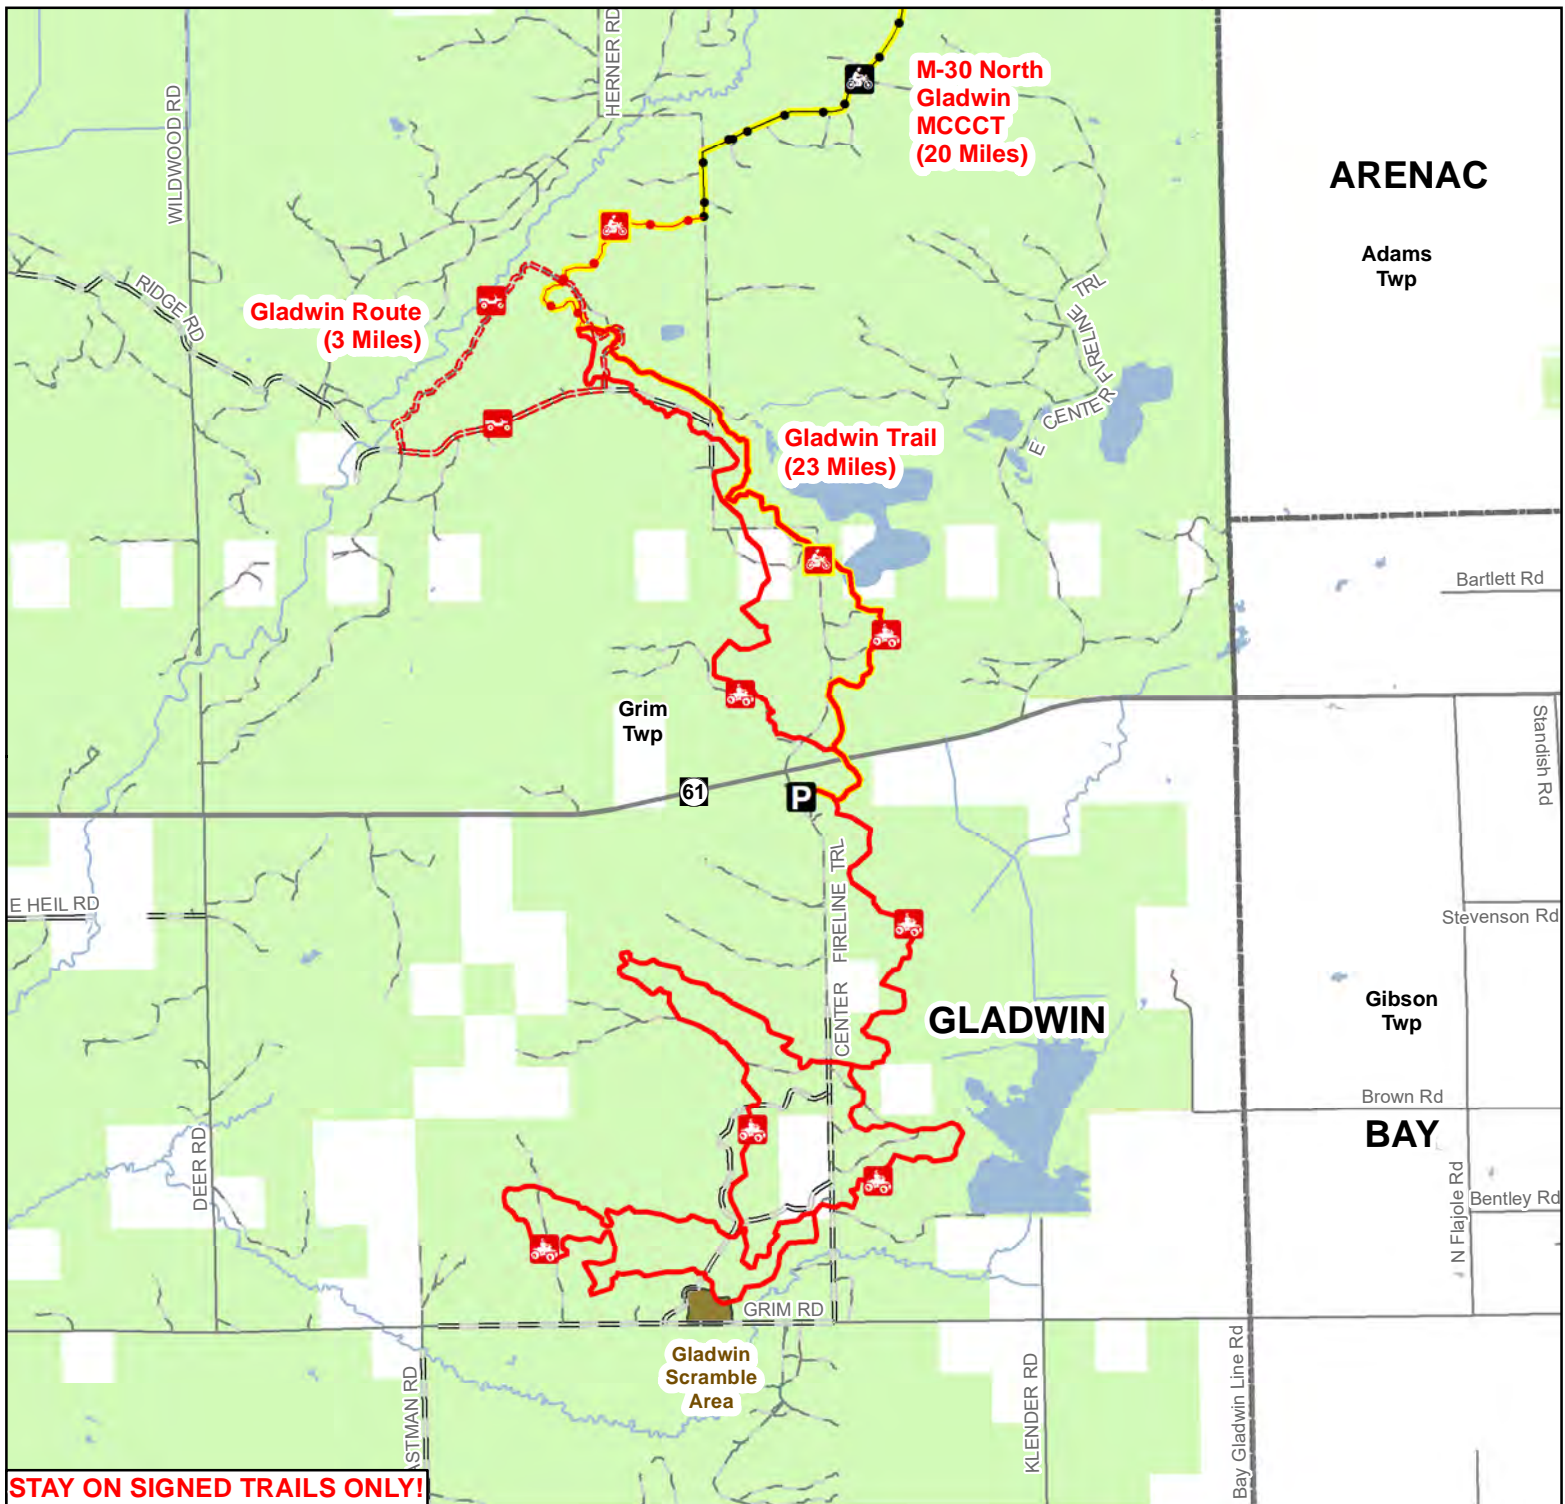 HERNER RD
M-30 North
Gladwin
MCCCT
(20 Miles)
WILDWOOD RD
ARENAC
Adams
Twp
RIDGE RD
Gladwin Route
(3 Miles)
E CENTER FIRELINE TRL
Gladwin Trail
(23 Miles)
Bartlett Rd
Grim
Twp
Standish Rd
61
P
CENTER FIRELINE TRL
E HEIL RD
Stevenson Rd
GLADWIN
Gibson
Twp
Brown Rd
BAY
DEER RD
N Flajole Rd
Bentley Rd
GRIM RD
Gladwin
Scramble
Area
ASTMAN RD
KLENDER RD
Bay Gladwin Line Rd
STAY ON SIGNED TRAILS ONLY!